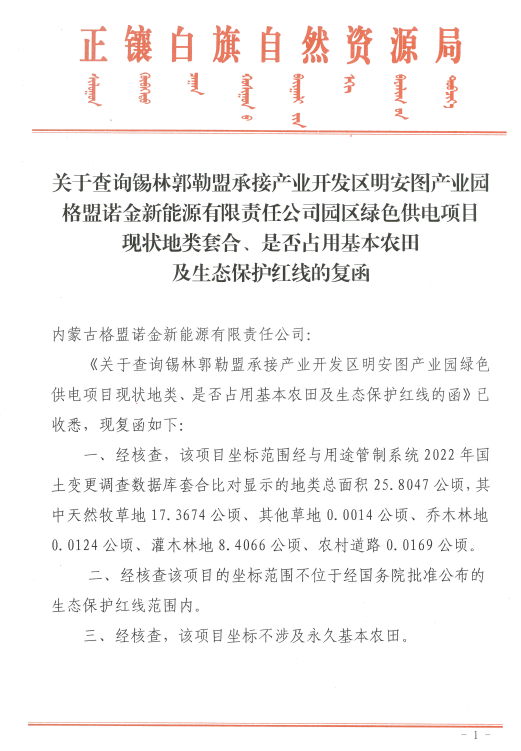 正镶白旗自然资源局
关于查询锡林郭勒盟承接产业开发区明安图产业园
格盟诺金新能源有限责任公司园区绿色供电项目
现状地类套合、是否占用基本农田
及生态保护红线的复函
内蒙古格盟诺金新能源有限责任公司：
《关于查询锡林郭勒盟承接产业开发区明安图产业园绿色
供电项目现状地类、是否占用基本农田及生态保护红线的函》已
收悉，现复函如下：
一、经核查，该项目坐标范围经与用途管制系统 2022 年国
土变更调查数据库套合比对显示的地类总面积 25.8047 公顷，其
中天然牧草地 17.3674 公顷、其他草地 0.0014 公顷、乔木林地
0.0124 公顷、灌木林地 8.4066 公顷、农村道路 0.0169 公顷。
二、经核查该项目的坐标范围不位于经国务院批准公布的
生态保护红线范围内。
三、经核查，该项目坐标不涉及永久基本农田。
- 1 -